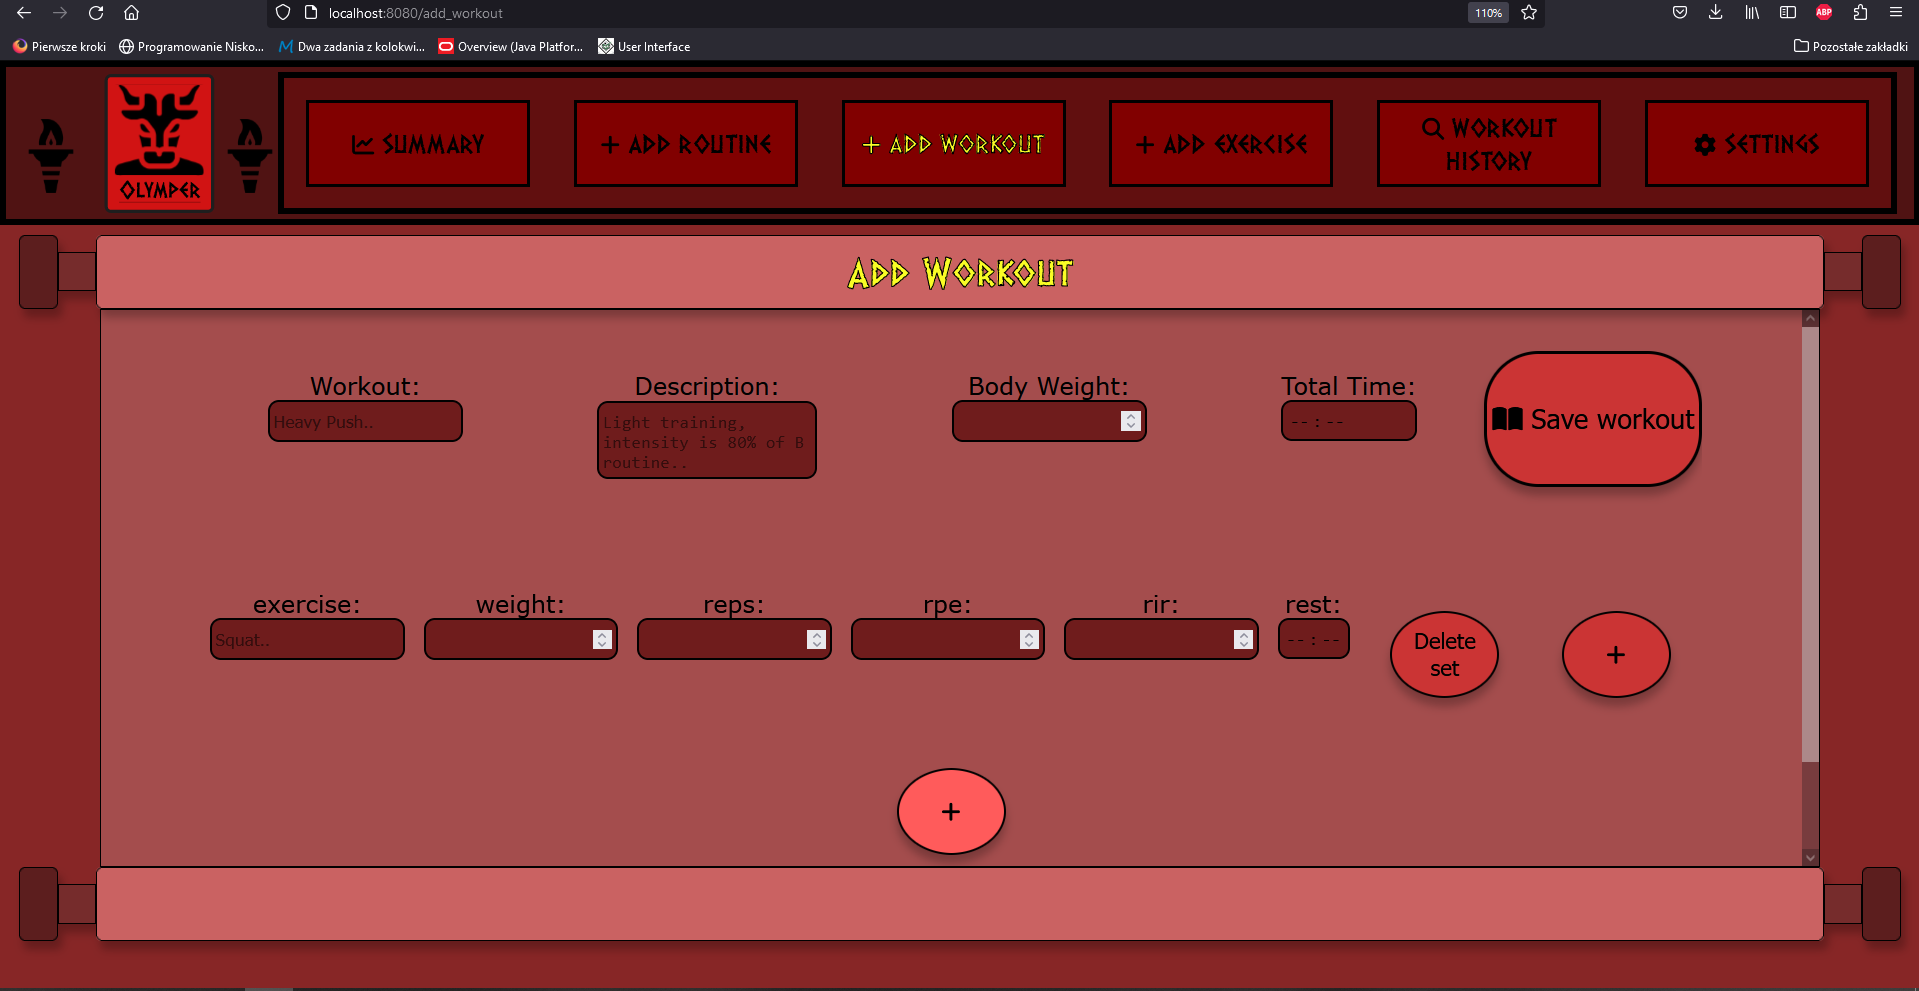 localhost:8080/add_workout
110%
ABP
Pierwsze kroki
Programowanie Nisko...
Dwa zadania z kolokwi...
Overview (Java Platfor...
User Interface
Pozostałe zakładki
Olymper
Summary
+ Add Routine
+ Add Workout
+ Add Exercise
Workout
History
Settings
Add Workout
Workout:
Heavy Push..
Description:
Light training,
intensity is 80% of B
routine..
Body Weight:
Total Time:
-- : --
Save workout
exercise:
Squat..
weight:
reps:
rpe:
rir:
rest:
-- : --
Delete
set
+
+